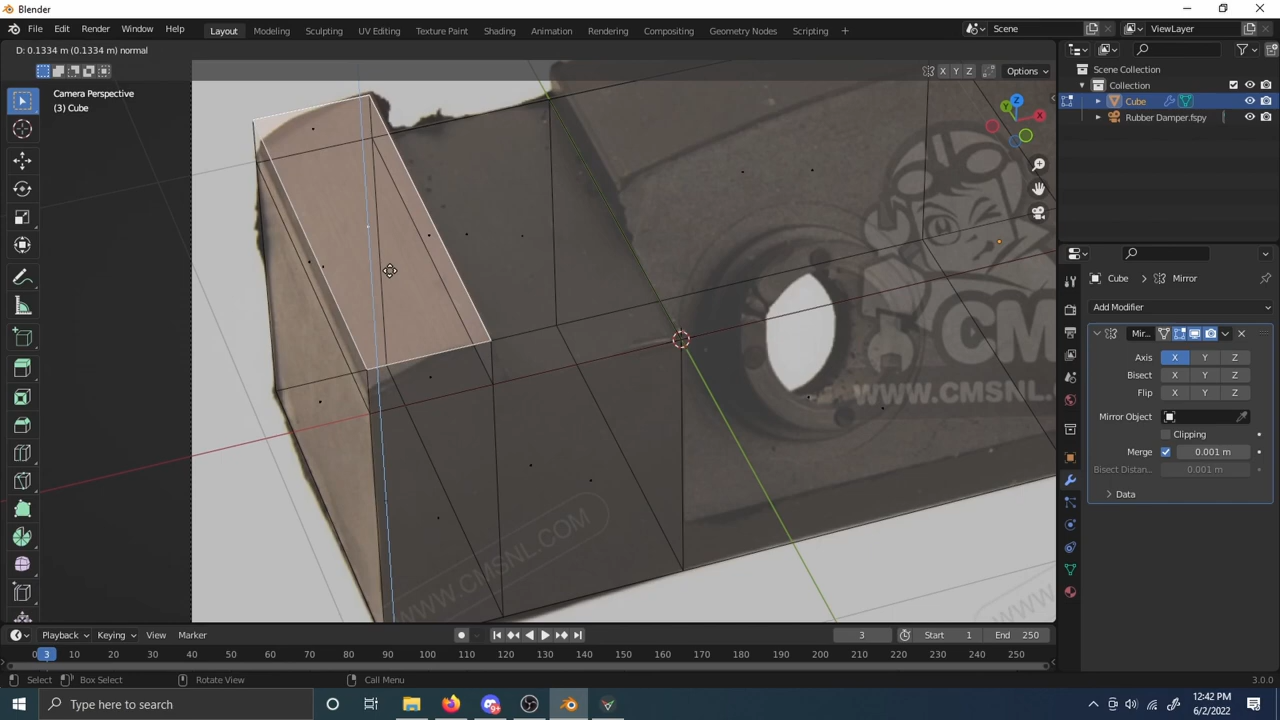 Blender
File Edit Render Window Help
Layout Modeling Sculpting UV Editing Texture Paint Shading Animation Rendering Compositing Geometry Nodes Scripting +
Scene
ViewLayer
D: 0.1334 m (0.1334 m) normal
X Y Z
Options
Camera Perspective
(3) Cube
Z
Y
X
CMS
WWW.CMSNL.COM
WWW.CMSNL.COM
Scene Collection
Collection
Cube
Rubber Damper.fspy
Cube > Mirror
Add Modifier
Mir...
Axis X Y Z
Bisect X Y Z
Flip X Y Z
Mirror Object
Clipping
Merge 0.001 m
Bisect Distan... 0.001 m
Data
Playback Keying View Marker
3
Start 1 End 250
0 3 10 20 30 40 50 60 70 80 90 100 110 120 130 140 150 160 170 180 190 200 210 220 230 240 250
Select Box Select Rotate View Call Menu 3.0.0
Type here to search
12:42 PM
6/2/2022